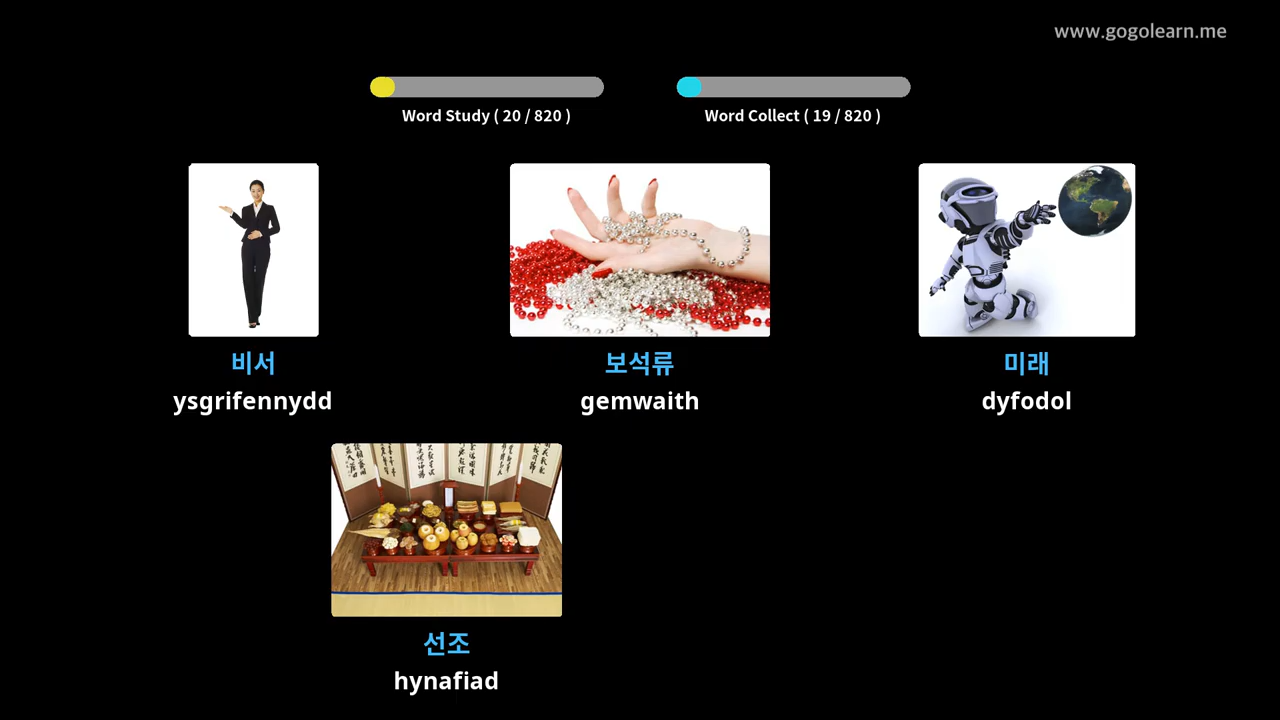 www.gogolearn.me
Word Study ( 20 / 820 )
Word Collect ( 19 / 820 )
비서
ysgrifennydd
보석류
gemwaith
미래
dyfodol
선조
hynafiad